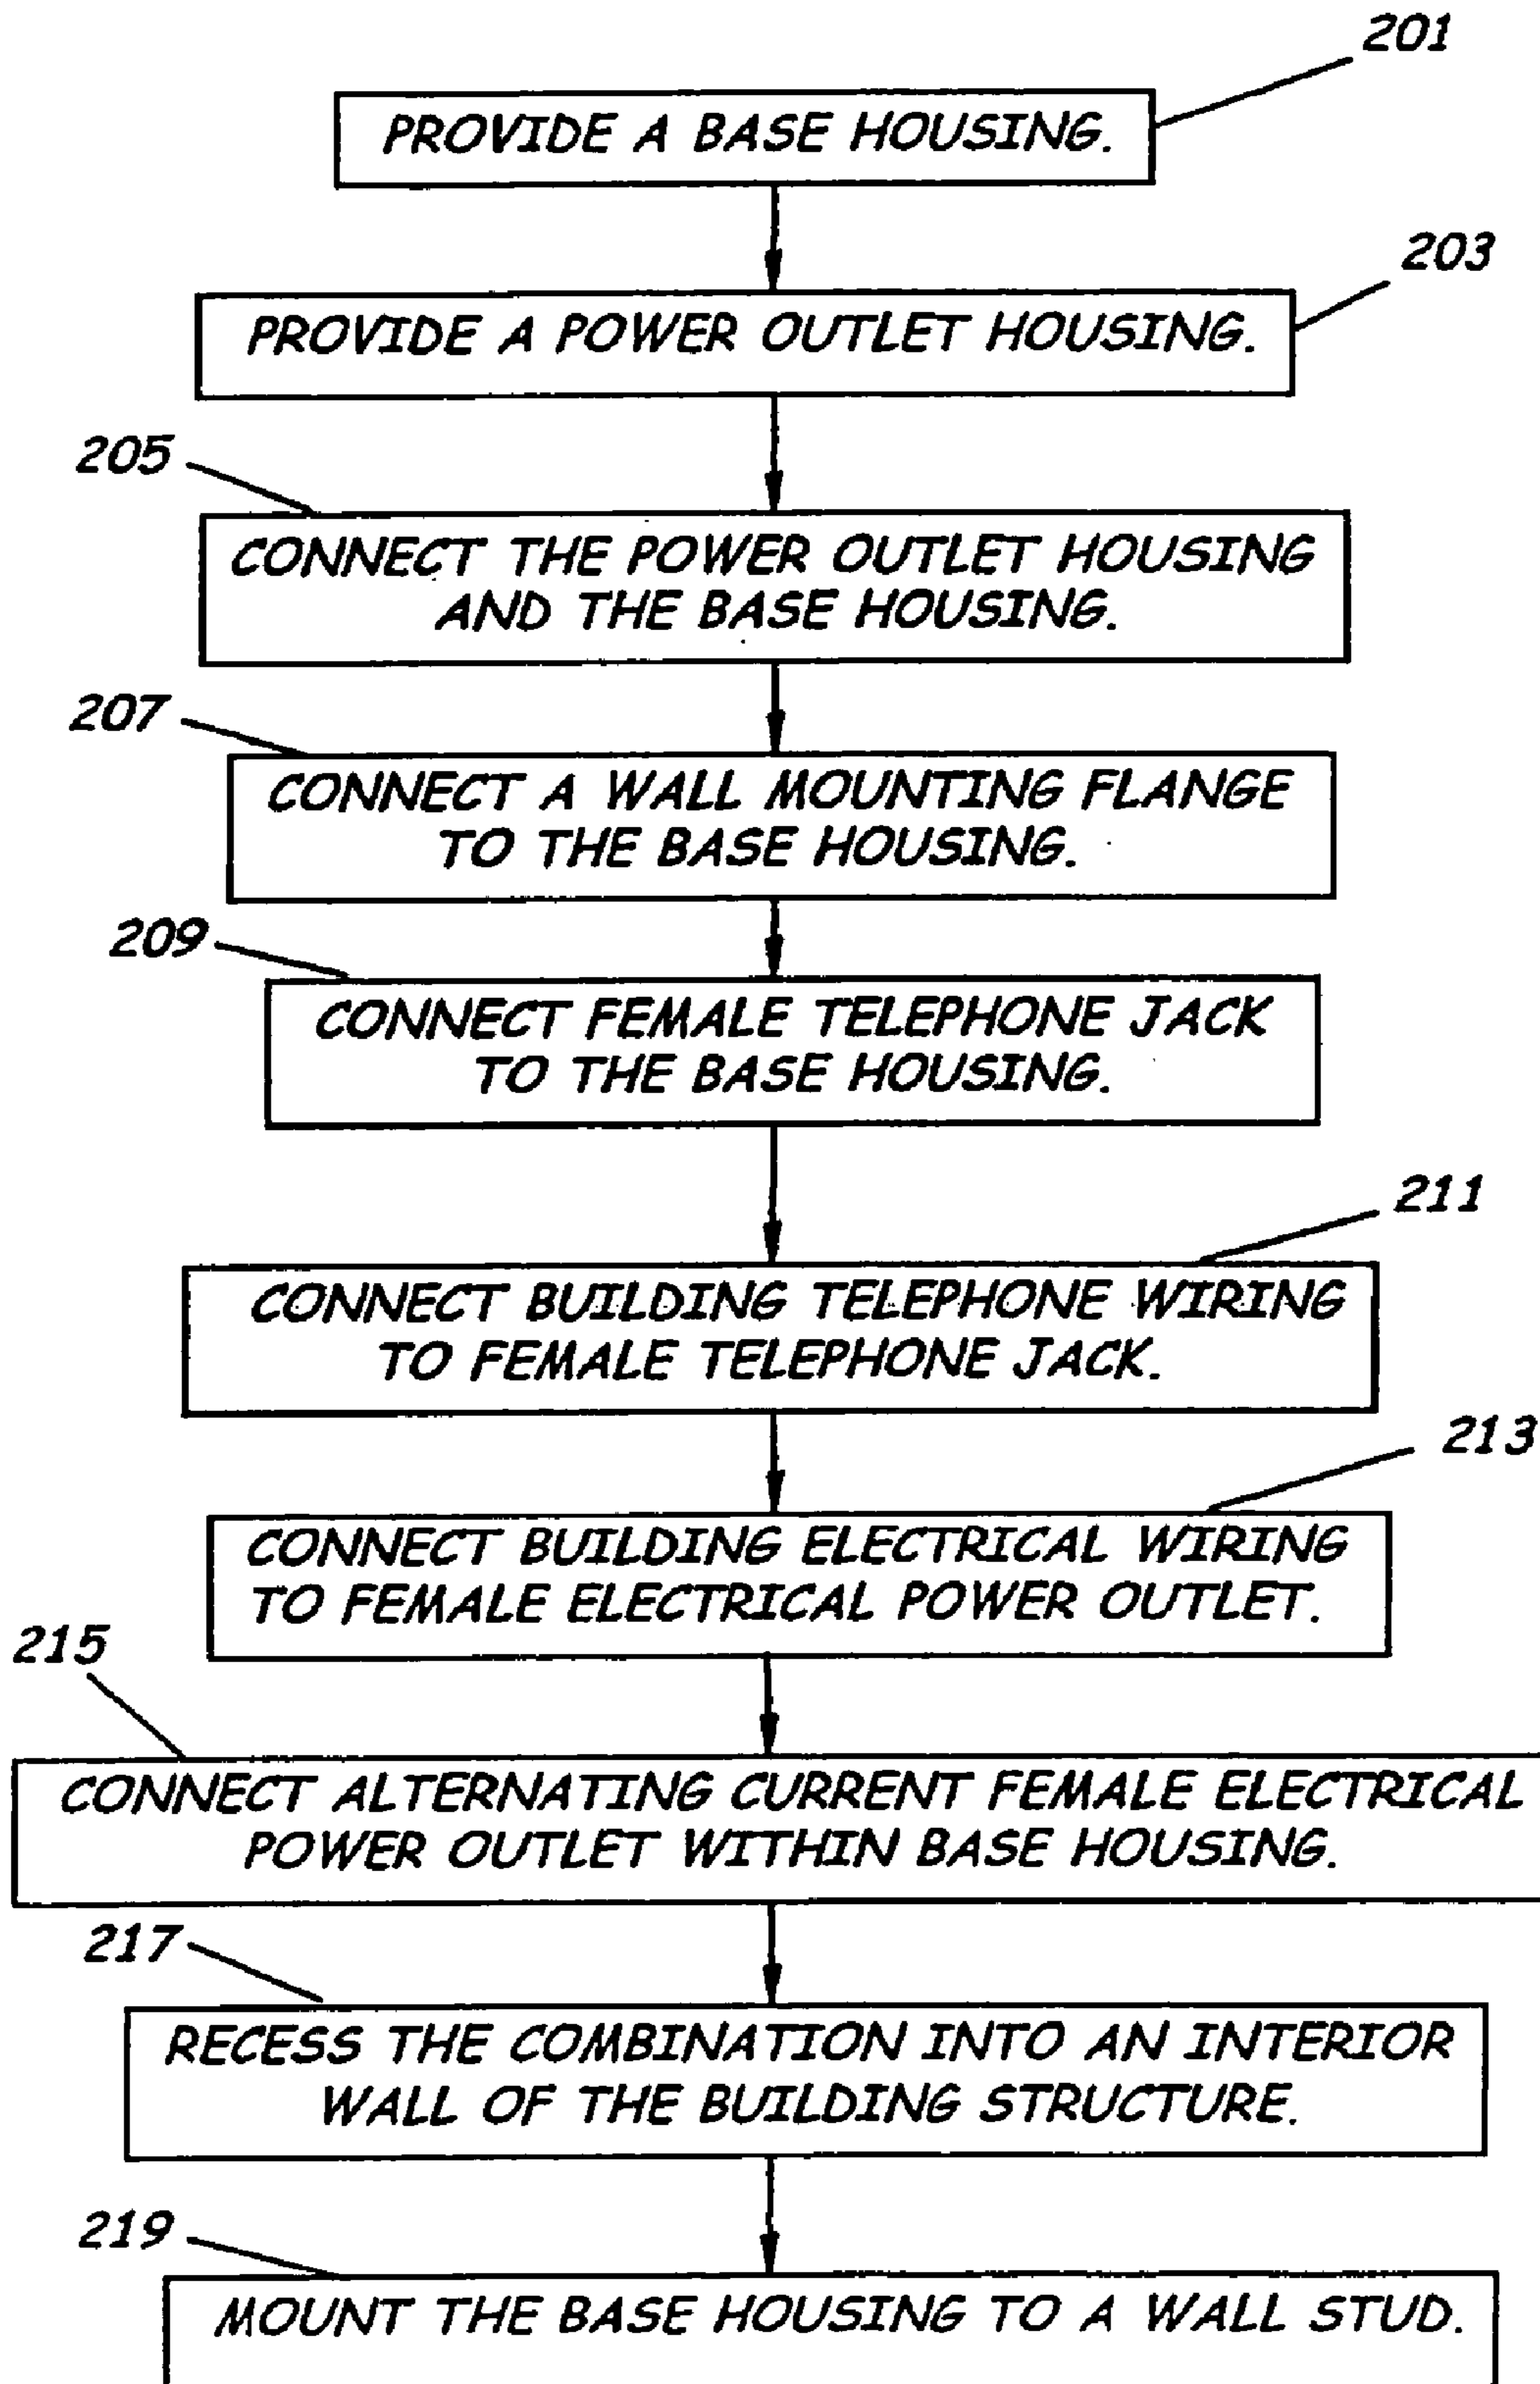 201
PROVIDE A BASE HOUSING.
203
PROVIDE A POWER OUTLET HOUSING.
205
CONNECT THE POWER OUTLET HOUSING
AND THE BASE HOUSING.
207
CONNECT A WALL MOUNTING FLANGE
TO THE BASE HOUSING.
209
CONNECT FEMALE TELEPHONE JACK
TO THE BASE HOUSING.
211
CONNECT BUILDING TELEPHONE WIRING
TO FEMALE TELEPHONE JACK.
213
CONNECT BUILDING ELECTRICAL WIRING
TO FEMALE ELECTRICAL POWER OUTLET.
215
CONNECT ALTERNATING CURRENT FEMALE ELECTRICAL
POWER OUTLET WITHIN BASE HOUSING.
217
RECESS THE COMBINATION INTO AN INTERIOR
WALL OF THE BUILDING STRUCTURE.
219
MOUNT THE BASE HOUSING TO A WALL STUD.